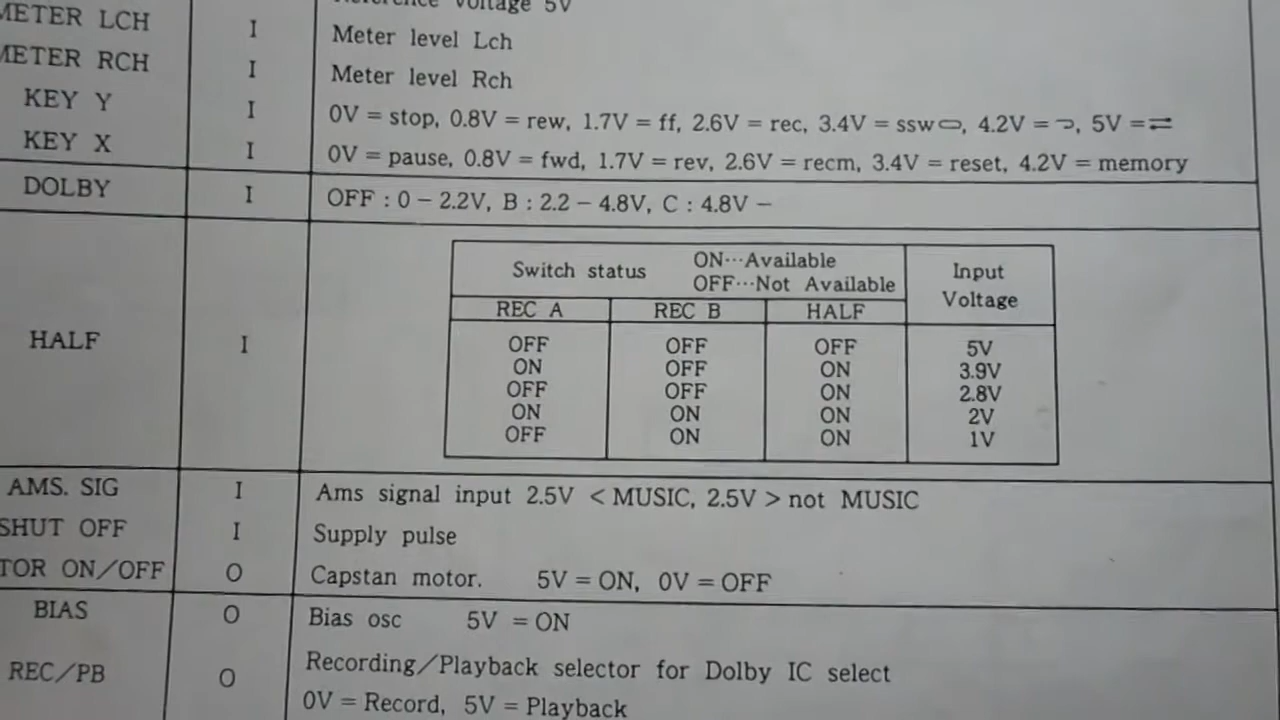 Reference voltage 5V
METER LCH I Meter level Lch
METER RCH I Meter level Rch
KEY Y I 0V = stop, 0.8V = rew, 1.7V = ff, 2.6V = rec, 3.4V = ssw⊂⊃, 4.2V = ⊃, 5V = ⇄
KEY X I 0V = pause, 0.8V = fwd, 1.7V = rev, 2.6V = recm, 3.4V = reset, 4.2V = memory
DOLBY I OFF : 0 – 2.2V, B : 2.2 – 4.8V, C : 4.8V –
HALF I
Switch status ON···Available OFF···Not Available Input Voltage
REC A REC B HALF
OFF OFF OFF 5V
ON OFF ON 3.9V
OFF OFF ON 2.8V
ON ON ON 2V
OFF ON ON 1V
AMS. SIG I Ams signal input 2.5V < MUSIC, 2.5V > not MUSIC
SHUT OFF I Supply pulse
TOR ON/OFF O Capstan motor. 5V = ON, 0V = OFF
BIAS O Bias osc 5V = ON
REC/PB O Recording/Playback selector for Dolby IC select
0V = Record, 5V = Playback